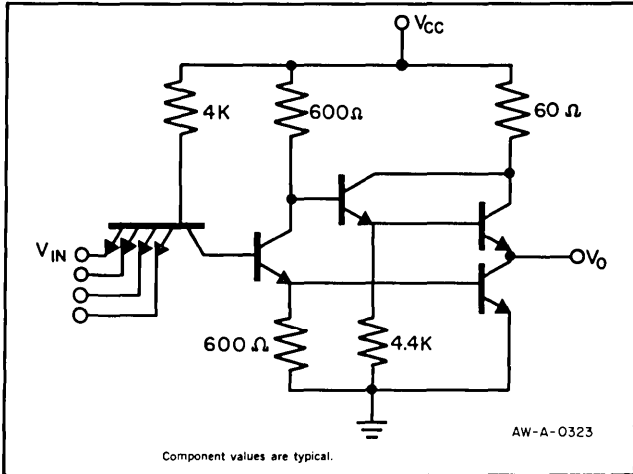 VCC
4K
600Ω
60 Ω
VIN
VO
600 Ω
4.4K
AW-A-0323
Component values are typical.